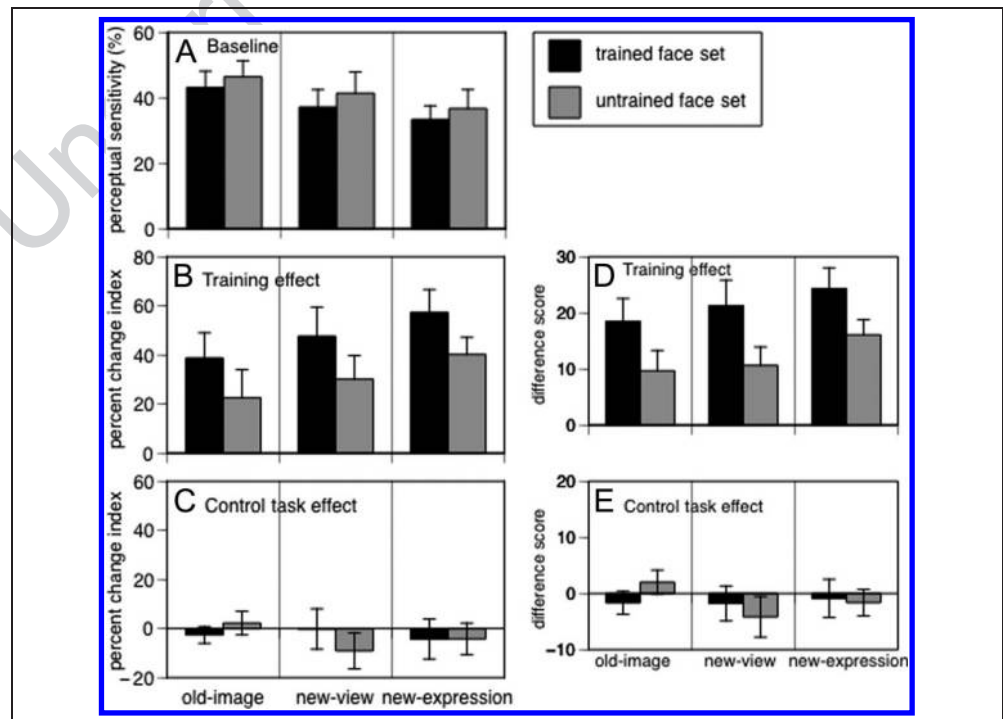 Un
A Baseline
perceptual sensitivity (%)
60
40
20
0
trained face set
untrained face set
B Training effect
percent change index
80
60
40
20
0
D Training effect
difference score
30
20
10
0
C Control task effect
percent change index
60
40
20
0
−20
old-image new-view new-expression
E Control task effect
difference score
20
10
0
−10
old-image new-view new-expression